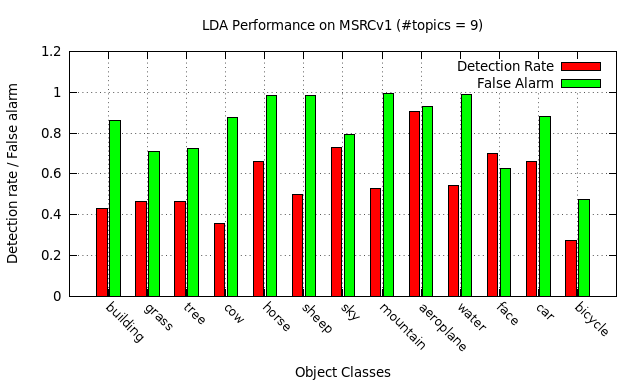 LDA Performance on MSRCv1 (#topics = 9)
Detection Rate
False Alarm
Detection rate / False alarm
1.2
1
0.8
0.6
0.4
0.2
0
building
grass
tree
cow
horse
sheep
sky
mountain
aeroplane
water
face
car
bicycle
Object Classes